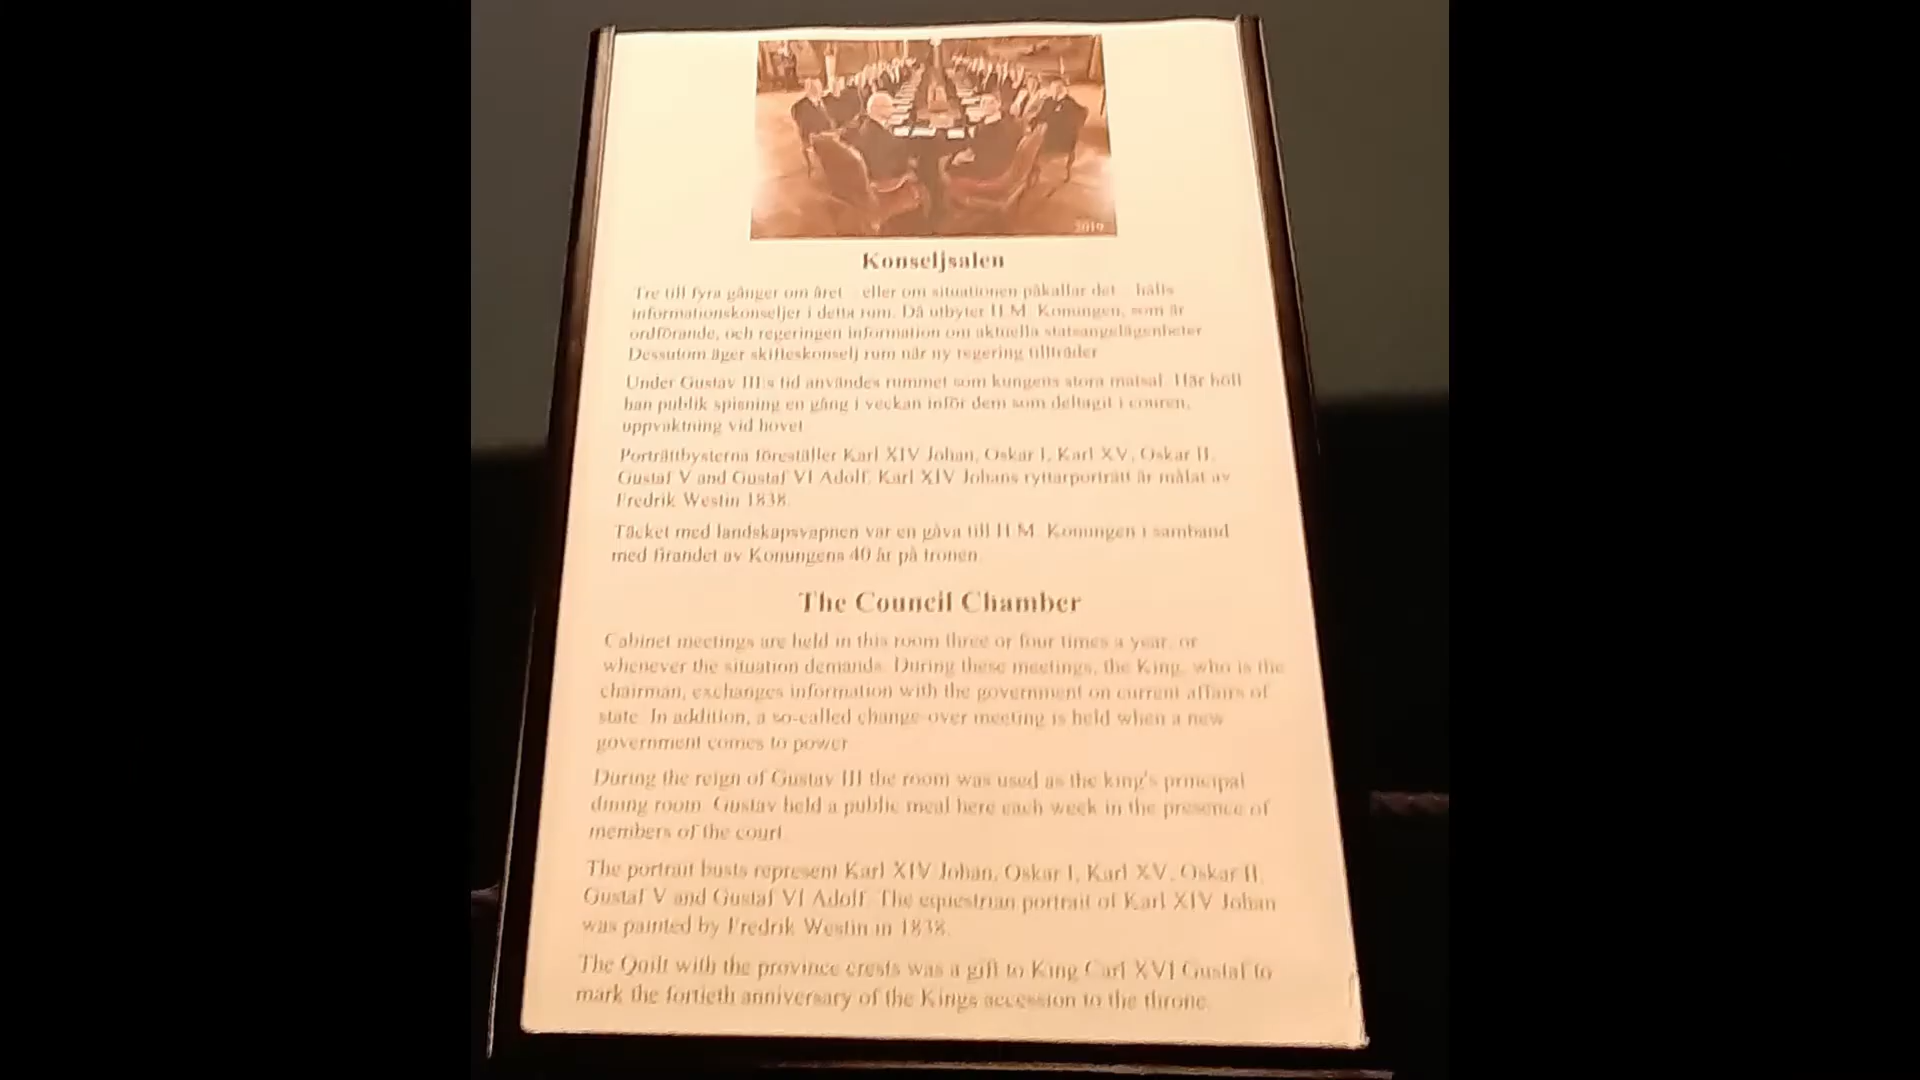 2019
Konseljsalen
Tre till fyra gånger om året – eller om situationen påkallar det – hålls
informationskonseljer i detta rum. Då utbyter H.M. Konungen, som är
ordförande, och regeringen information om aktuella statsangelägenheter.
Dessutom äger skifteskonselj rum när ny regering tillträder.
Under Gustav III:s tid användes rummet som kungens stora matsal. Här höll
han publik spisning en gång i veckan inför dem som deltagit i couren,
uppvaktning vid hovet.
Porträttbysterna föreställer Karl XIV Johan, Oskar I, Karl XV, Oskar II,
Gustaf V and Gustaf VI Adolf. Karl XIV Johans ryttarporträtt är målat av
Fredrik Westin 1838.
Täcket med landskapsvapnen var en gåva till H.M. Konungen i samband
med firandet av Konungens 40 år på tronen.
The Council Chamber
Cabinet meetings are held in this room three or four times a year, or
whenever the situation demands. During these meetings, the King, who is the
chairman, exchanges information with the government on current affairs of
state. In addition, a so-called change-over meeting is held when a new
government comes to power.
During the reign of Gustav III the room was used as the king's principal
dining room. Gustav held a public meal here each week in the presence of
members of the court.
The portrait busts represent Karl XIV Johan, Oskar I, Karl XV, Oskar II,
Gustaf V and Gustaf VI Adolf. The equestrian portrait of Karl XIV Johan
was painted by Fredrik Westin in 1838.
The Quilt with the province crests was a gift to King Carl XVI Gustaf to
mark the fortieth anniversary of the Kings accession to the throne.